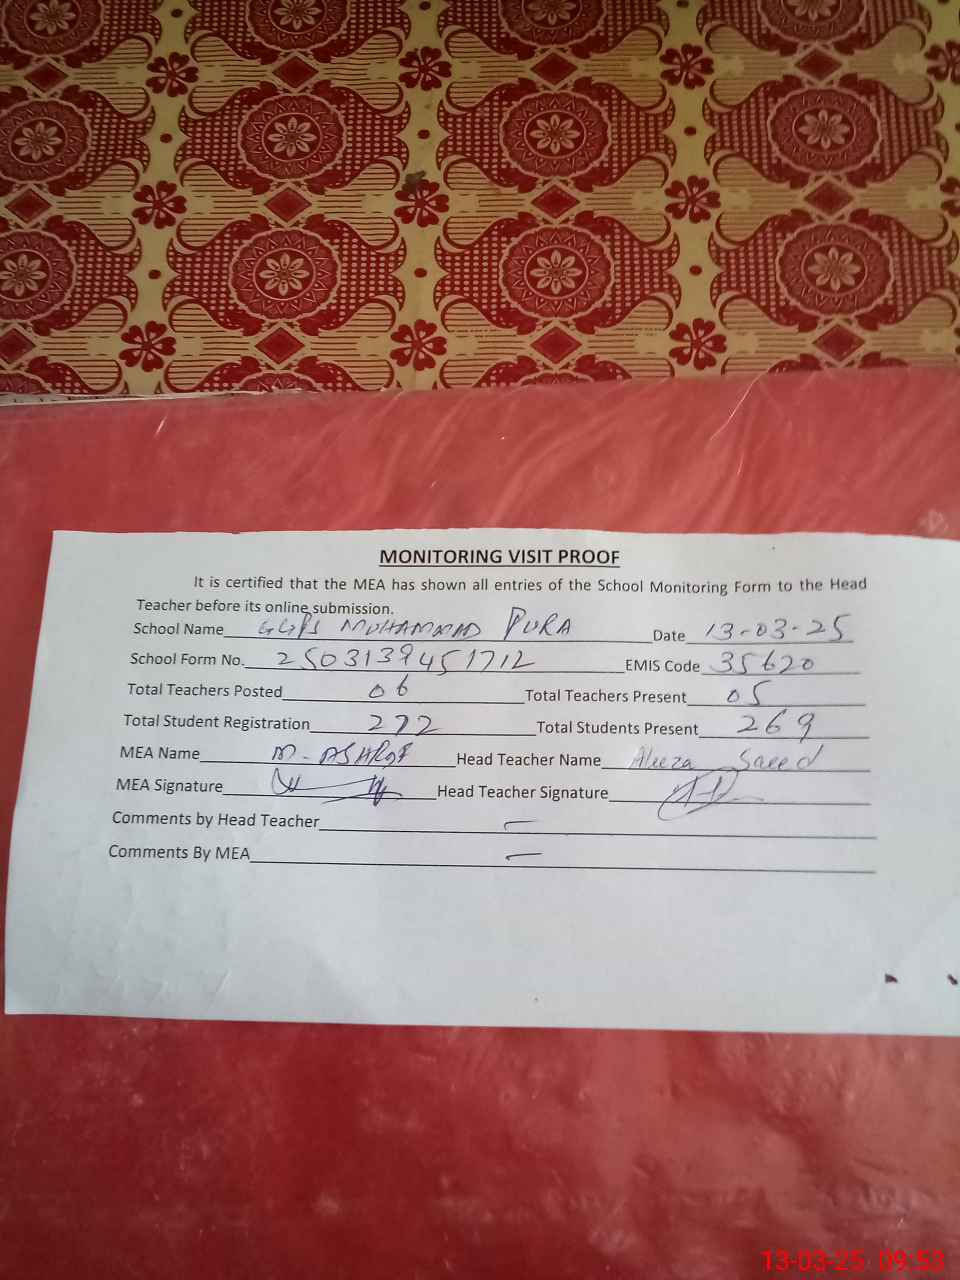 MONITORING VISIT PROOF
It is certified that the MEA has shown all entries of the School Monitoring Form to the Head
Teacher before its online submission.
School Name GGPS MUHAMMAD PURA Date 13-03-25
School Form No. EMIS Code 35620
Total Teachers Posted 06 Total Teachers Present 05
Total Student Registration 272 Total Students Present 269
MEA Name M. ASHRAF Head Teacher Name Aleeza Saeed
MEA Signature Head Teacher Signature
Comments by Head Teacher —
Comments By MEA —
13-03-25 09:53